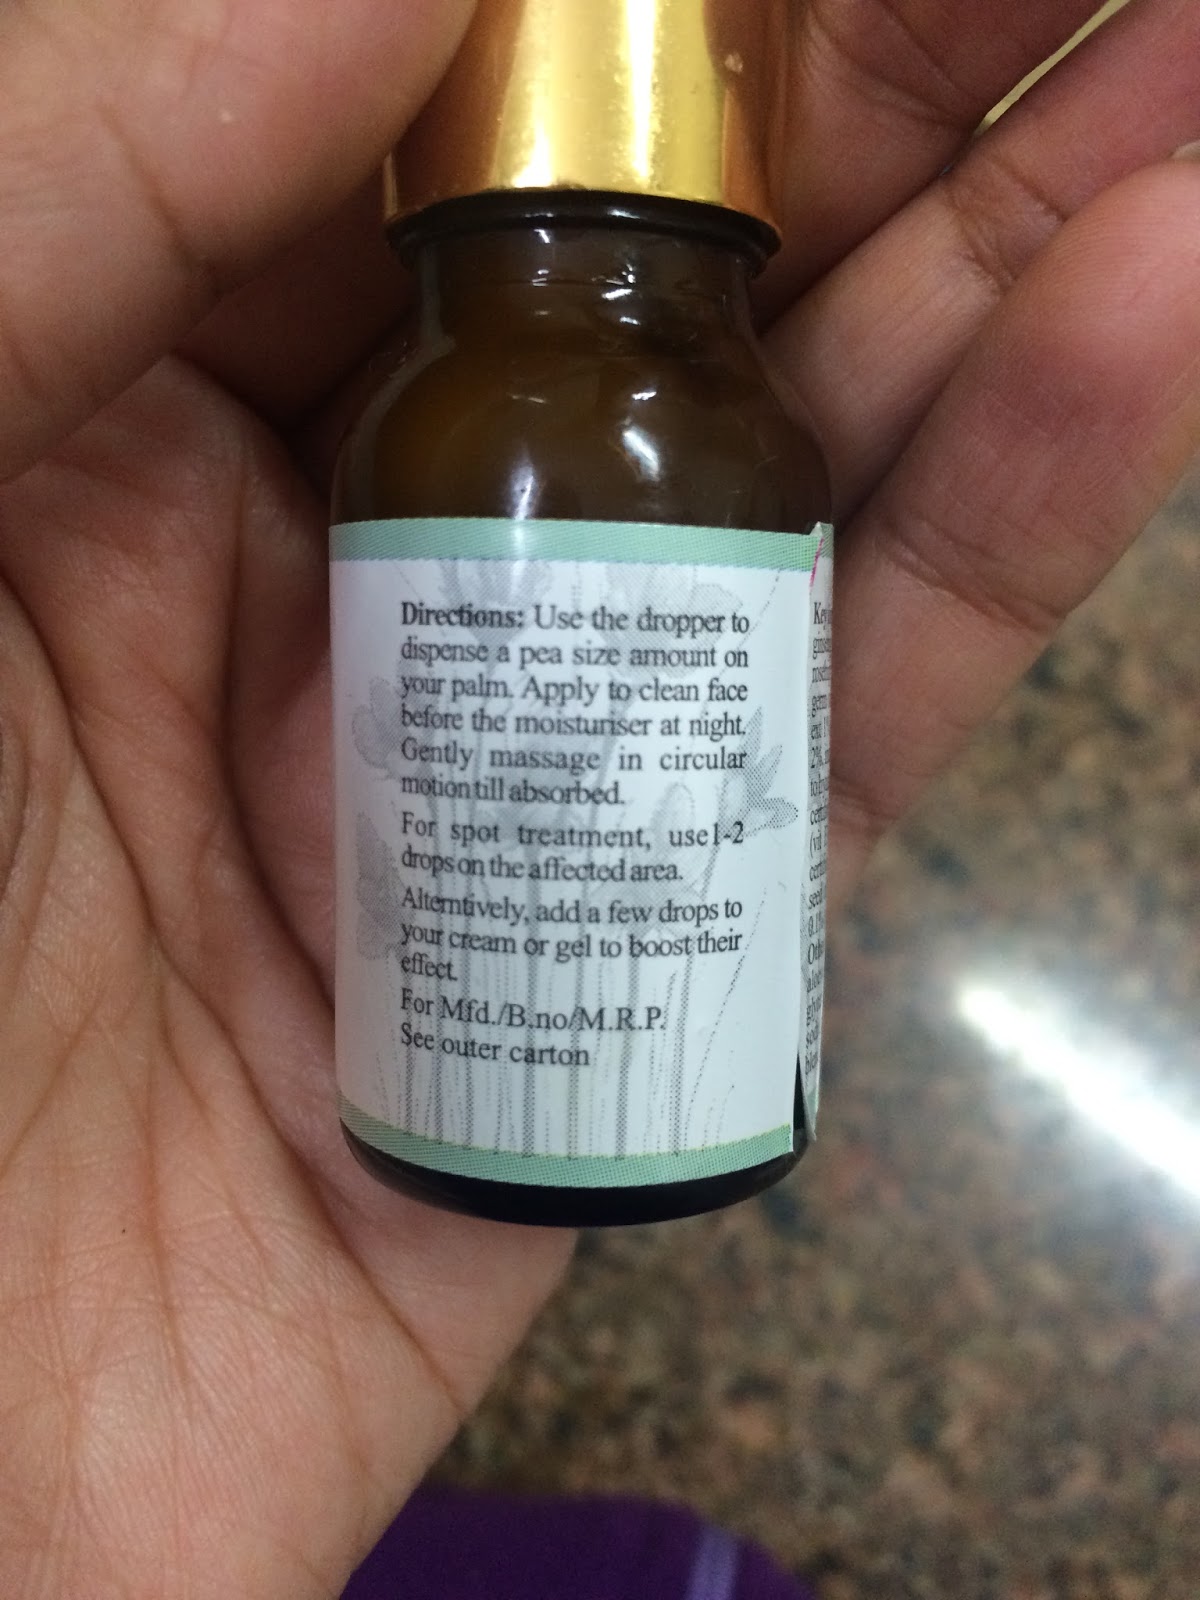 Directions: Use the dropper to
dispense a pea size amount on
your palm. Apply to clean face
before the moisturiser at night.
Gently massage in circular
motion till absorbed.
For spot treatment, use1-2
drops on the affected area.
Alterntively, add a few drops to
your cream or gel to boost their
effect.
For Mfd./B.no/M.R.P.
See outer carton